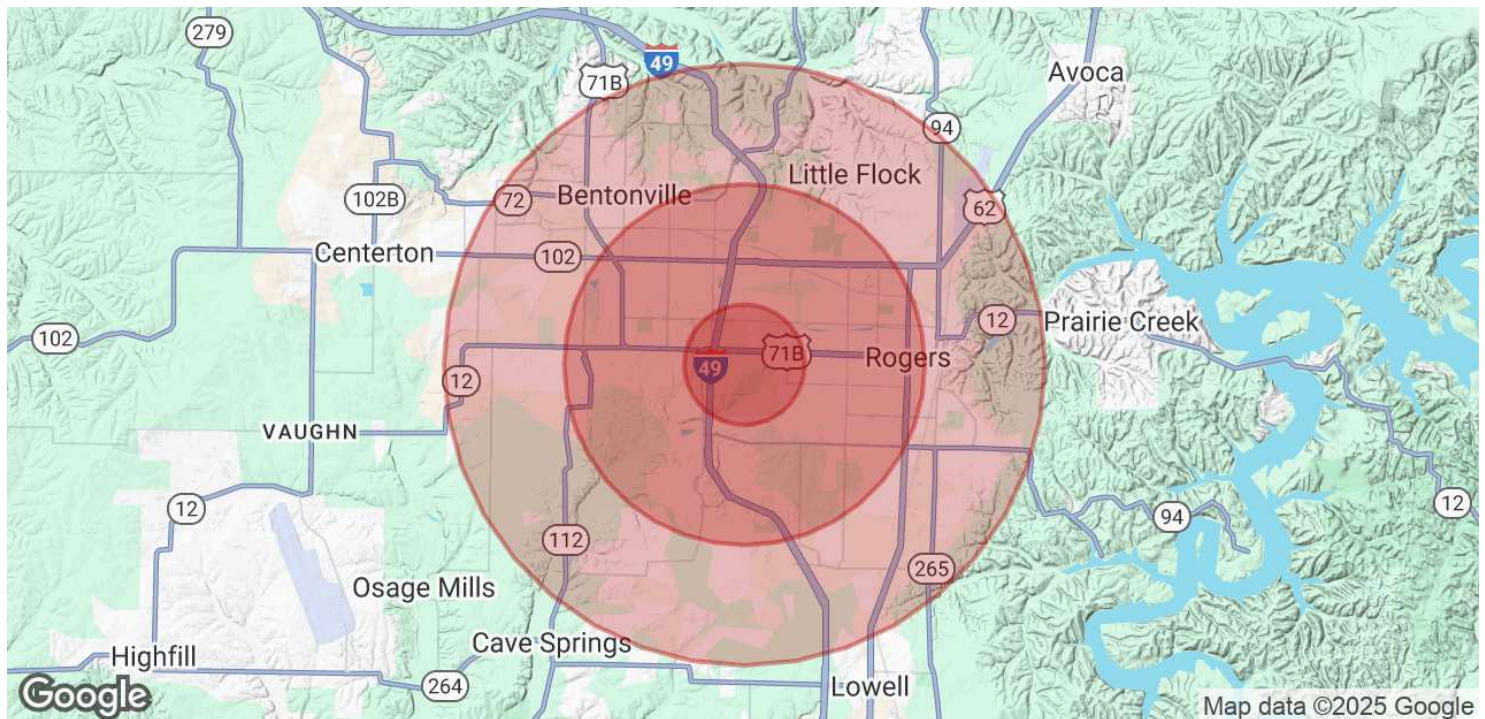 279
49
71B
Avoca
94
Little Flock
Bentonville
72
102B
62
Centerton
102
12
Prairie Creek
102
71B
Rogers
49
12
VAUGHN
12
94
12
112
265
Osage Mills
Cave Springs
Highfill
264
Lowell
Google
Map data ©2025 Google